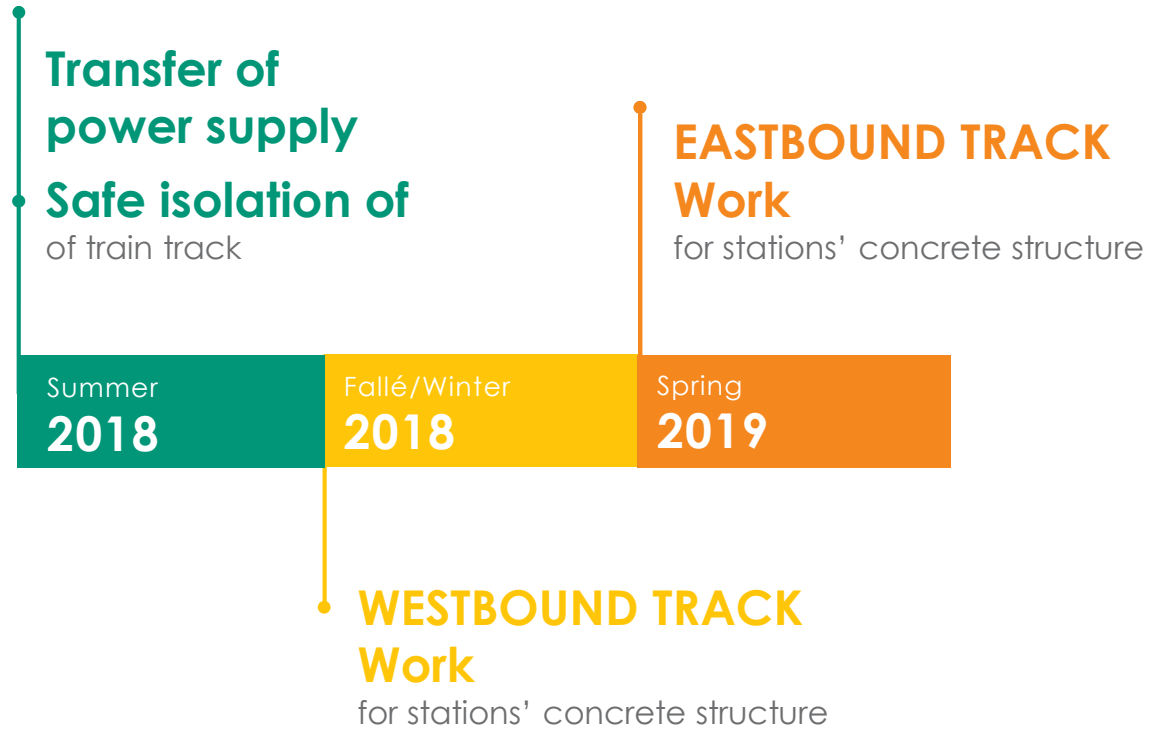 Transfer of
power supply
Safe isolation of
of train track
EASTBOUND TRACK
Work
for stations’ concrete structure
Summer
2018
Fallé/Winter
2018
Spring
2019
WESTBOUND TRACK
Work
for stations’ concrete structure